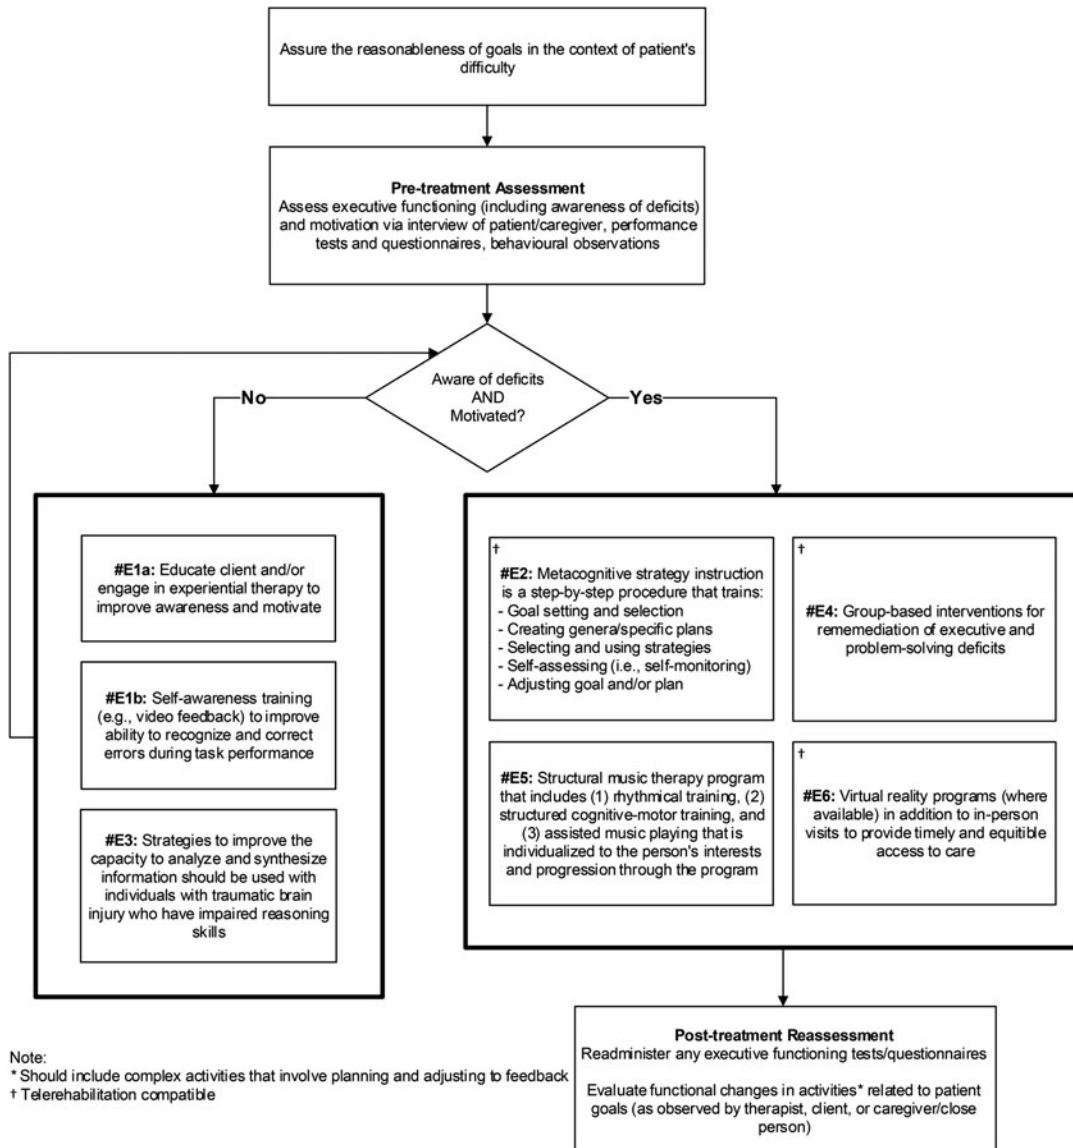 Assure the reasonableness of goals in the context of patient's
difficulty
Pre-treatment Assessment
Assess executive functioning (including awareness of deficits)
and motivation via interview of patient/caregiver, performance
tests and questionnaires, behavioural observations
Aware of deficits
AND
Motivated?
No
Yes
#E1a: Educate client and/or
engage in experiential therapy to
improve awareness and motivate
#E1b: Self-awareness training
(e.g., video feedback) to improve
ability to recognize and correct
errors during task performance
#E3: Strategies to improve the
capacity to analyze and synthesize
information should be used with
individuals with traumatic brain
injury who have impaired reasoning
skills
†
#E2: Metacognitive strategy instruction
is a step-by-step procedure that trains:
- Goal setting and selection
- Creating genera/specific plans
- Selecting and using strategies
- Self-assessing (i.e., self-monitoring)
- Adjusting goal and/or plan
†
#E4: Group-based interventions for
rememediation of executive and
problem-solving deficits
#E5: Structural music therapy program
that includes (1) rhythmical training, (2)
structured cognitive-motor training, and
(3) assisted music playing that is
individualized to the person's interests
and progression through the program
†
#E6: Virtual reality programs (where
available) in addition to in-person
visits to provide timely and equitible
access to care
Post-treatment Reassessment
Readminister any executive functioning tests/questionnaires
Evaluate functional changes in activities* related to patient
goals (as observed by therapist, client, or caregiver/close
person)
Note:
* Should include complex activities that involve planning and adjusting to feedback
† Telerehabilitation compatible